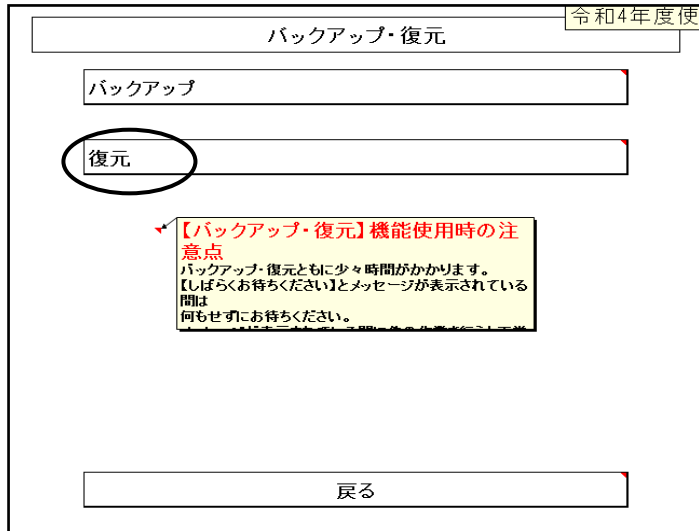 令和4年度使
バックアップ・復元
バックアップ
復元
【バックアップ・復元】機能使用時の注
意点
バックアップ・復元ともに少々時間がかかります。
【しばらくお待ちください】とメッセージが表示されている
間は
何もせずにお待ちください。
戻る